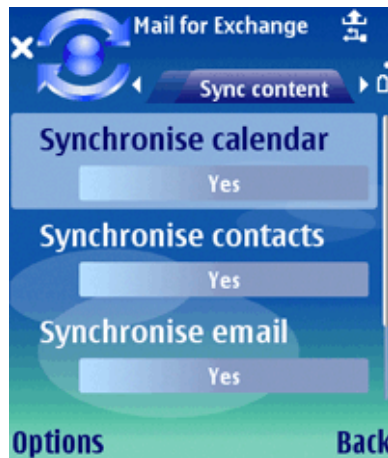 Mail for Exchange
Sync content
Synchronise calendar
Yes
Synchronise contacts
Yes
Synchronise email
Yes
Options Back